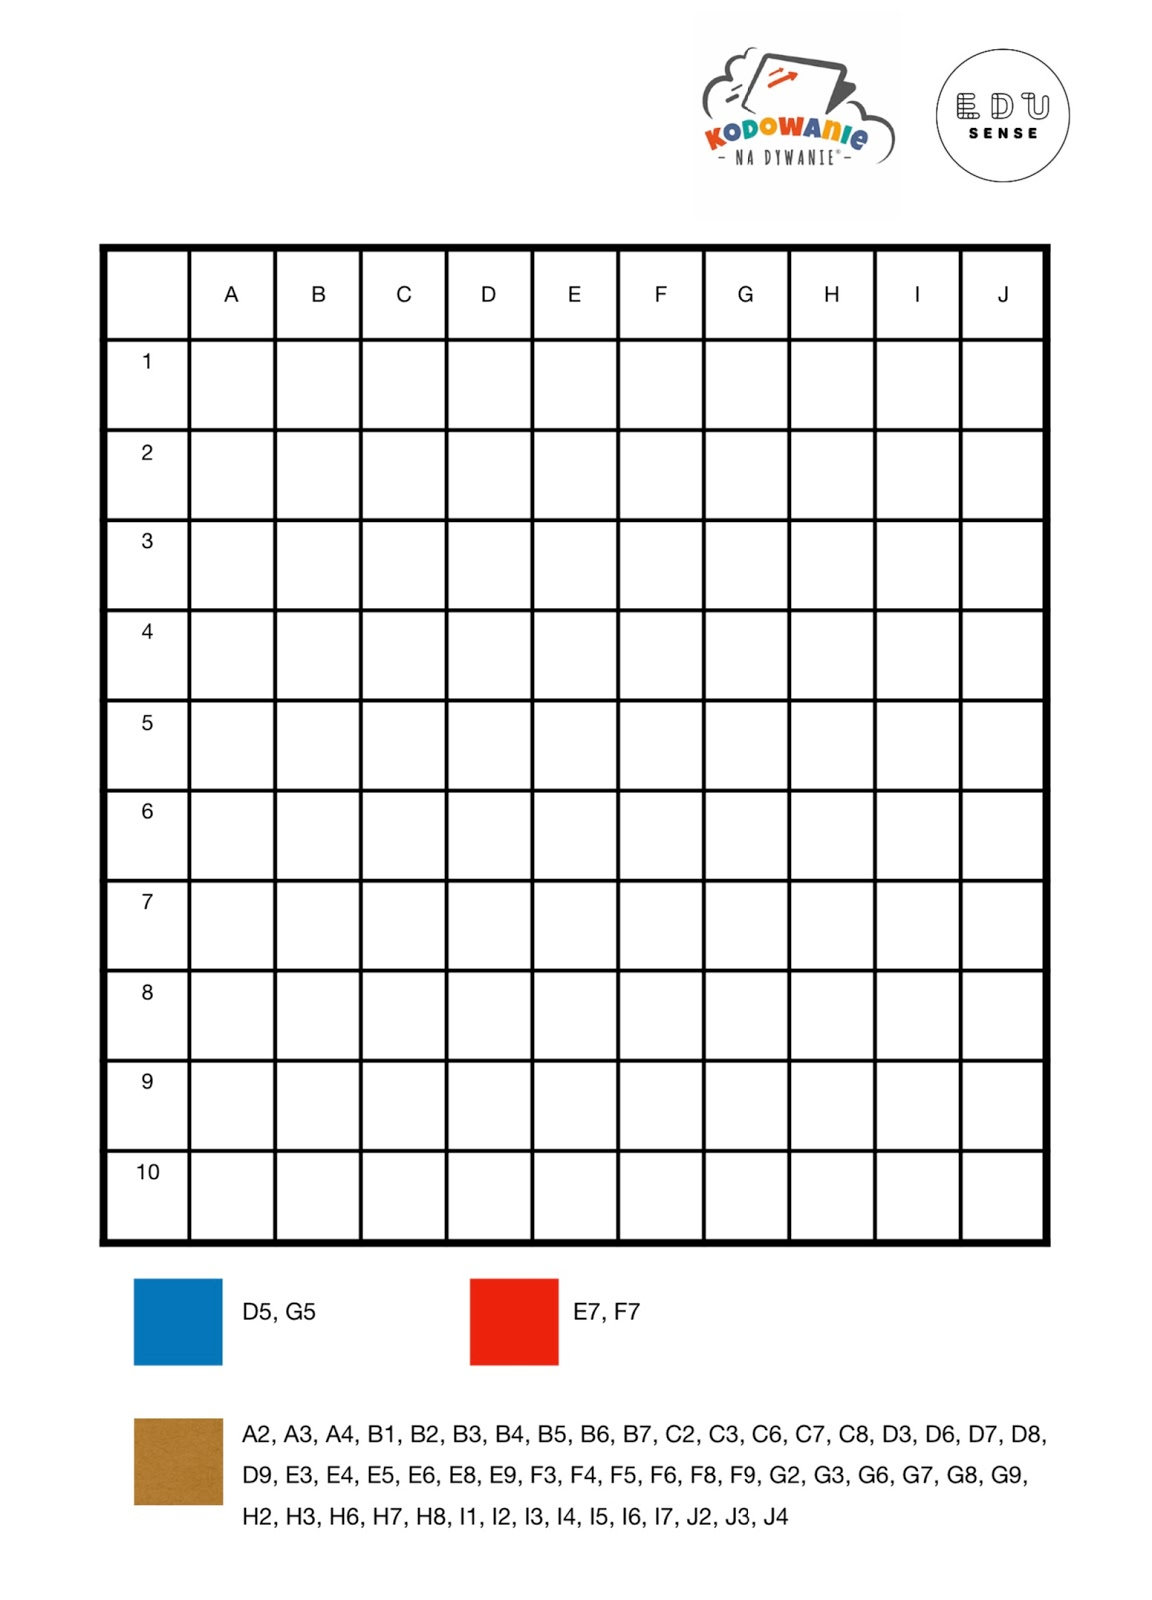 KODOWANIE
- NA DYWANIE® -
EDU
SENSE
A B C D E F G H I J
1
2
3
4
5
6
7
8
9
10
D5, G5
E7, F7
A2, A3, A4, B1, B2, B3, B4, B5, B6, B7, C2, C3, C6, C7, C8, D3, D6, D7, D8,
D9, E3, E4, E5, E6, E8, E9, F3, F4, F5, F6, F8, F9, G2, G3, G6, G7, G8, G9,
H2, H3, H6, H7, H8, I1, I2, I3, I4, I5, I6, I7, J2, J3, J4